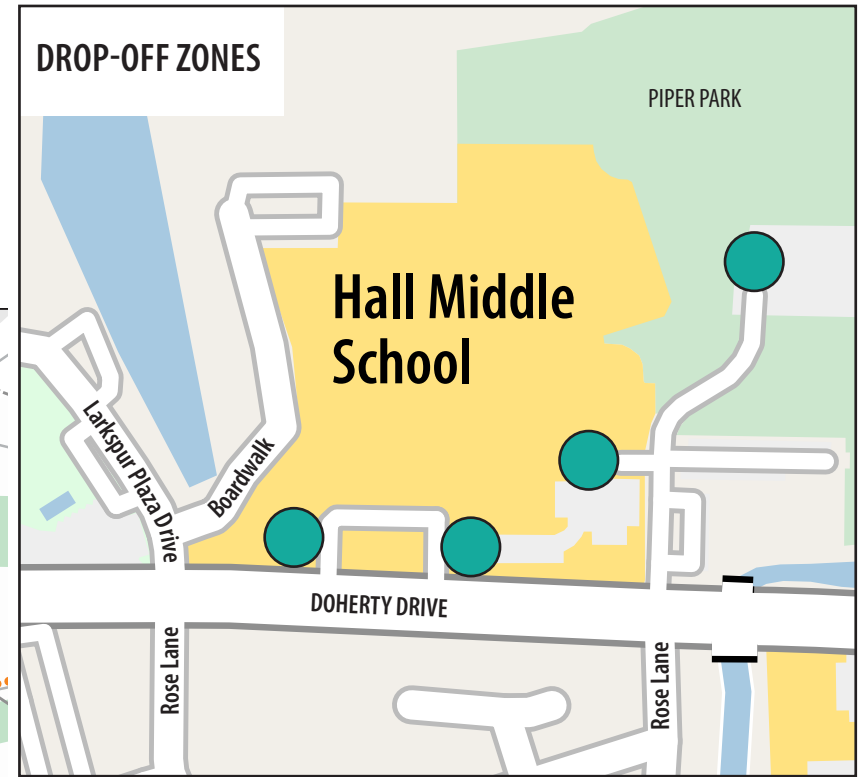 DROP-OFF ZONES
PIPER PARK
Hall Middle
School
Larkspur Plaza Drive
Boardwalk
DOHERTY DRIVE
Rose Lane
Rose Lane